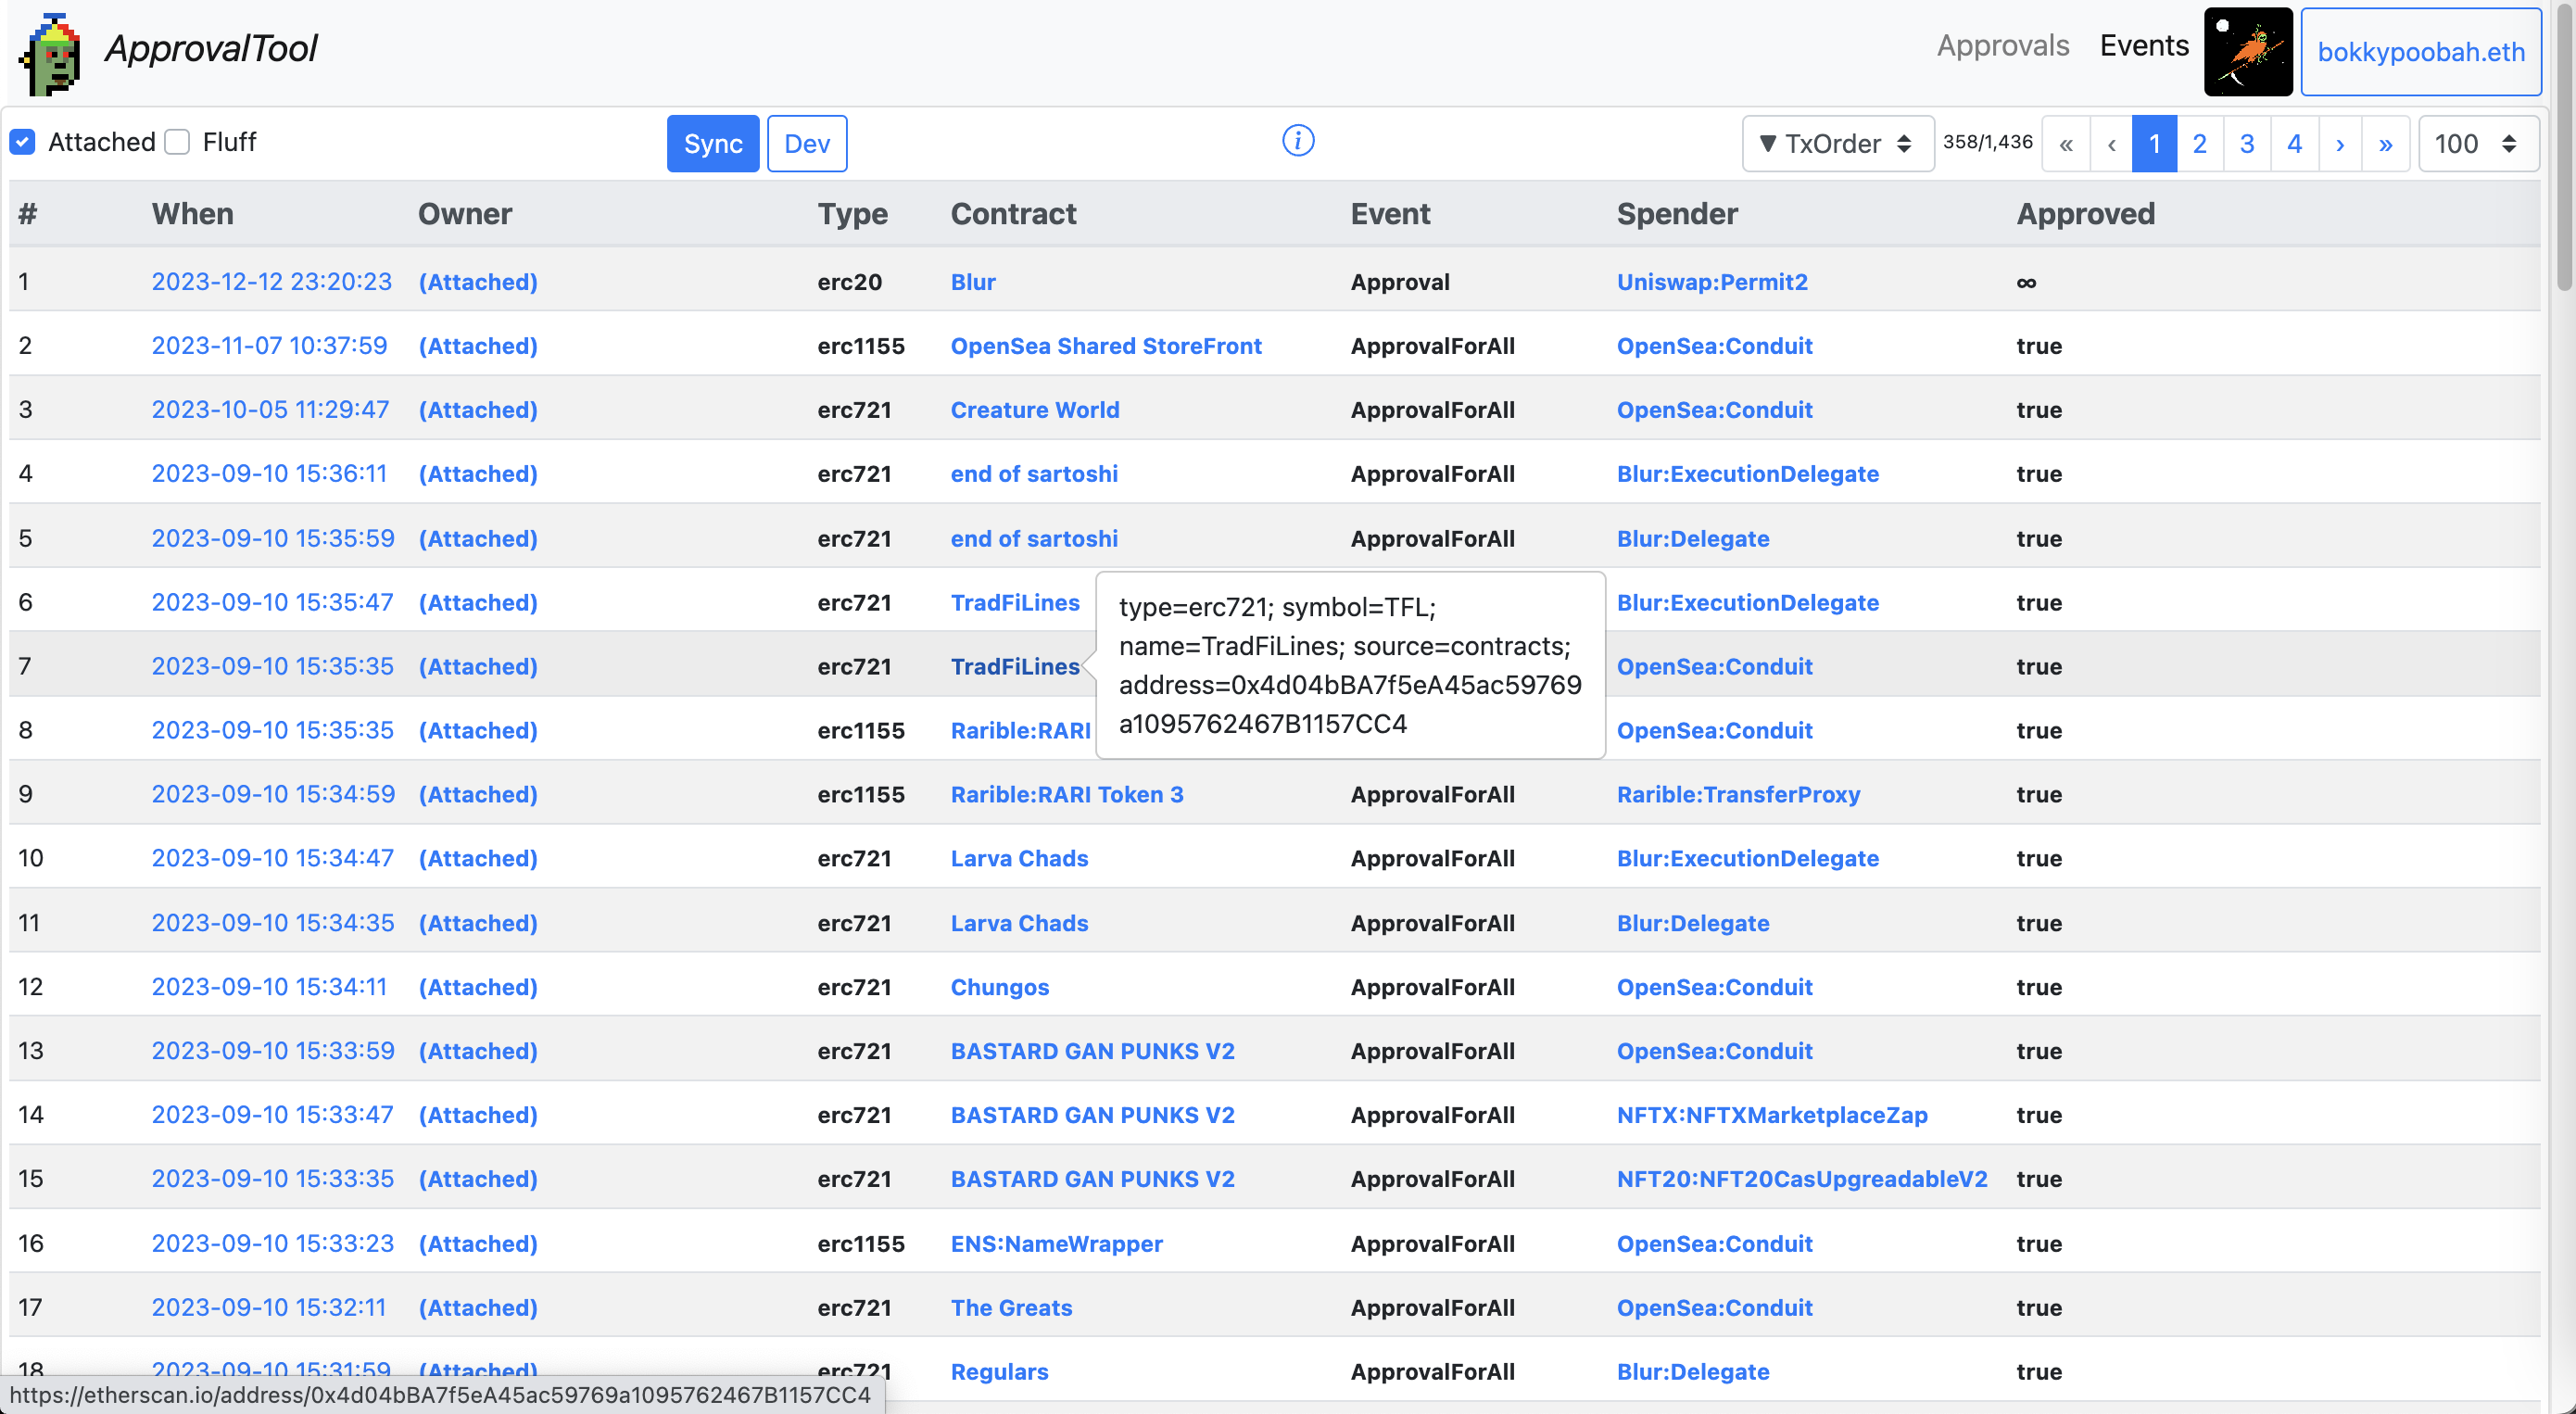 ApprovalTool Approvals Events bokkypoobah.eth
Attached Fluff Sync Dev i ▼ TxOrder 358/1,436 « ‹ 1 2 3 4 › » 100
# When Owner Type Contract Event Spender Approved
1 2023-12-12 23:20:23 (Attached) erc20 Blur Approval Uniswap:Permit2 ∞
2 2023-11-07 10:37:59 (Attached) erc1155 OpenSea Shared StoreFront ApprovalForAll OpenSea:Conduit true
3 2023-10-05 11:29:47 (Attached) erc721 Creature World ApprovalForAll OpenSea:Conduit true
4 2023-09-10 15:36:11 (Attached) erc721 end of sartoshi ApprovalForAll Blur:ExecutionDelegate true
5 2023-09-10 15:35:59 (Attached) erc721 end of sartoshi ApprovalForAll Blur:Delegate true
6 2023-09-10 15:35:47 (Attached) erc721 TradFiLines Blur:ExecutionDelegate true
7 2023-09-10 15:35:35 (Attached) erc721 TradFiLines OpenSea:Conduit true
type=erc721; symbol=TFL;
name=TradFiLines; source=contracts;
address=0x4d04bBA7f5eA45ac59769
a1095762467B1157CC4
8 2023-09-10 15:35:35 (Attached) erc1155 Rarible:RARI OpenSea:Conduit true
9 2023-09-10 15:34:59 (Attached) erc1155 Rarible:RARI Token 3 ApprovalForAll Rarible:TransferProxy true
10 2023-09-10 15:34:47 (Attached) erc721 Larva Chads ApprovalForAll Blur:ExecutionDelegate true
11 2023-09-10 15:34:35 (Attached) erc721 Larva Chads ApprovalForAll Blur:Delegate true
12 2023-09-10 15:34:11 (Attached) erc721 Chungos ApprovalForAll OpenSea:Conduit true
13 2023-09-10 15:33:59 (Attached) erc721 BASTARD GAN PUNKS V2 ApprovalForAll OpenSea:Conduit true
14 2023-09-10 15:33:47 (Attached) erc721 BASTARD GAN PUNKS V2 ApprovalForAll NFTX:NFTXMarketplaceZap true
15 2023-09-10 15:33:35 (Attached) erc721 BASTARD GAN PUNKS V2 ApprovalForAll NFT20:NFT20CasUpgreadableV2 true
16 2023-09-10 15:33:23 (Attached) erc1155 ENS:NameWrapper ApprovalForAll OpenSea:Conduit true
17 2023-09-10 15:32:11 (Attached) erc721 The Greats ApprovalForAll OpenSea:Conduit true
18 2023-09-10 15:31:59 (Attached) erc721 Regulars ApprovalForAll Blur:Delegate true
https://etherscan.io/address/0x4d04bBA7f5eA45ac59769a1095762467B1157CC4